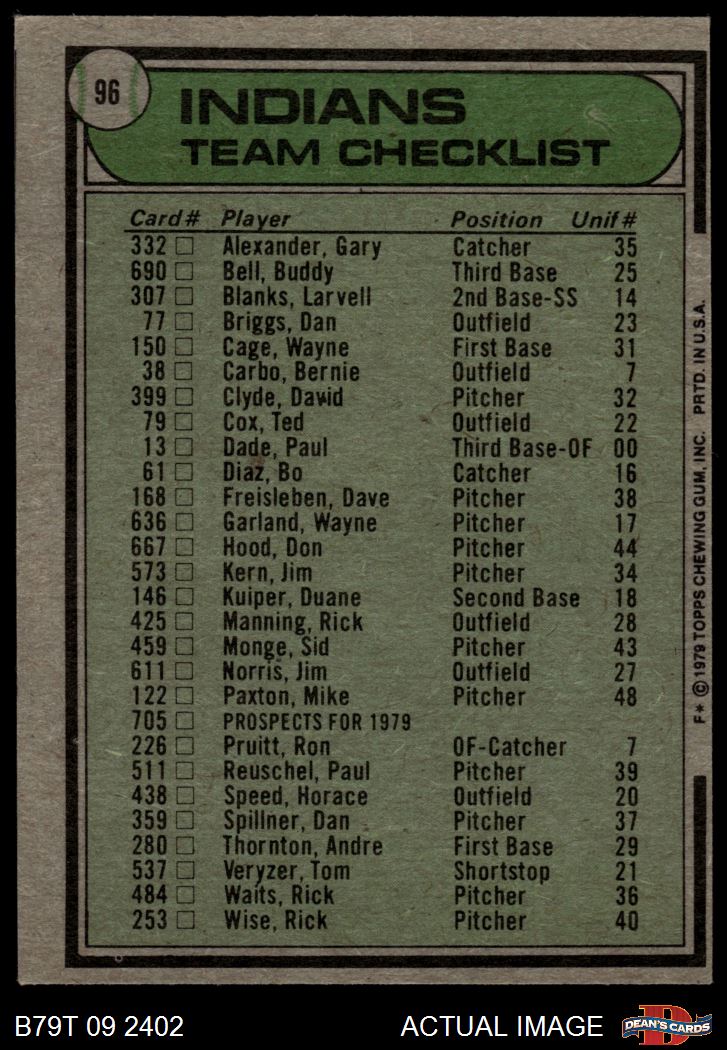 96
INDIANS
TEAM CHECKLIST
Card# Player Position Unif#
332 Alexander, Gary Catcher 35
690 Bell, Buddy Third Base 25
307 Blanks, Larvell 2nd Base-SS 14
77 Briggs, Dan Outfield 23
150 Cage, Wayne First Base 31
38 Carbo, Bernie Outfield 7
399 Clyde, David Pitcher 32
79 Cox, Ted Outfield 22
13 Dade, Paul Third Base-OF 00
61 Diaz, Bo Catcher 16
168 Freisleben, Dave Pitcher 38
636 Garland, Wayne Pitcher 17
667 Hood, Don Pitcher 44
573 Kern, Jim Pitcher 34
146 Kuiper, Duane Second Base 18
425 Manning, Rick Outfield 28
459 Monge, Sid Pitcher 43
611 Norris, Jim Outfield 27
122 Paxton, Mike Pitcher 48
705 PROSPECTS FOR 1979
226 Pruitt, Ron OF-Catcher 7
511 Reuschel, Paul Pitcher 39
438 Speed, Horace Outfield 20
359 Spillner, Dan Pitcher 37
280 Thornton, Andre First Base 29
537 Veryzer, Tom Shortstop 21
484 Waits, Rick Pitcher 36
253 Wise, Rick Pitcher 40
F* © 1979 TOPPS CHEWING GUM, INC. PRTD. IN U.S.A.
B79T 09 2402 ACTUAL IMAGE
D
DEAN'S CARDS